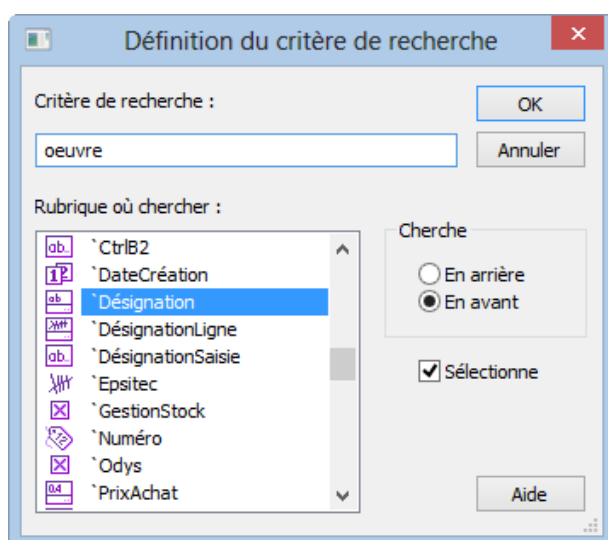 Définition du critère de recherche
Critère de recherche :
OK
oeuvre
Annuler
Rubrique où chercher :
Cherche
`CtrlB2
`DateCréation
En arrière
`Désignation
En avant
`DésignationLigne
`DésignationSaisie
Sélectionne
`Epsitec
`GestionStock
`Numéro
`Odys
`PrixAchat
Aide